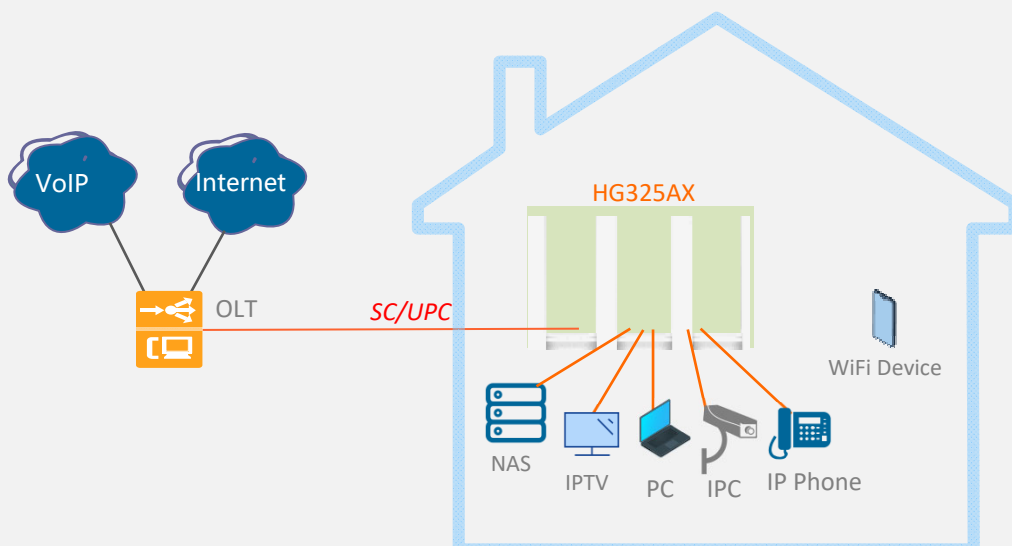 HG325AX
VoIP
Internet
OLT
SC/UPC
WiFi Device
NAS
IPTV
PC
IPC
IP Phone